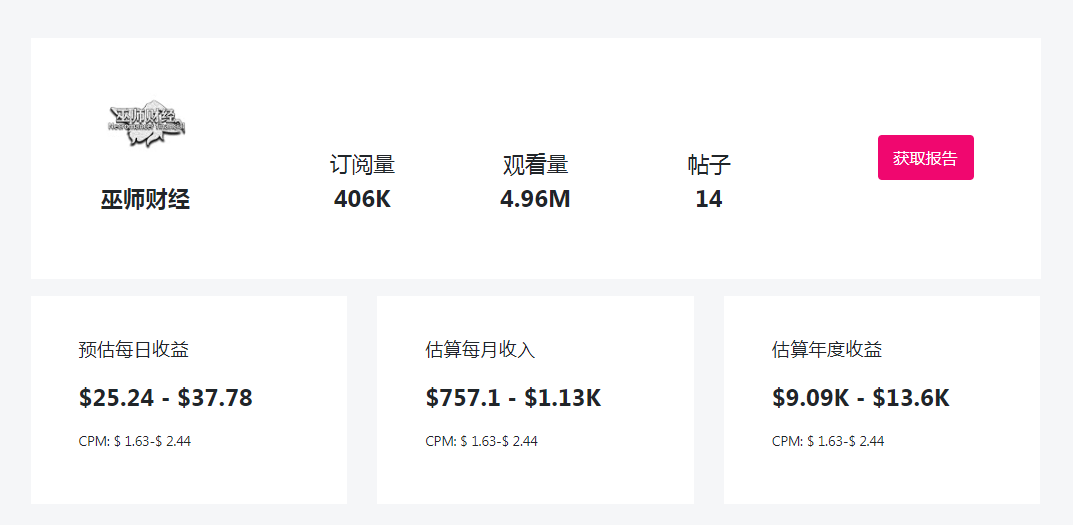 巫师财经
巫师财经
订阅量
406K
观看量
4.96M
帖子
14
获取报告
预估每日收益
$25.24 - $37.78
CPM: $ 1.63-$ 2.44
估算每月收入
$757.1 - $1.13K
CPM: $ 1.63-$ 2.44
估算年度收益
$9.09K - $13.6K
CPM: $ 1.63-$ 2.44